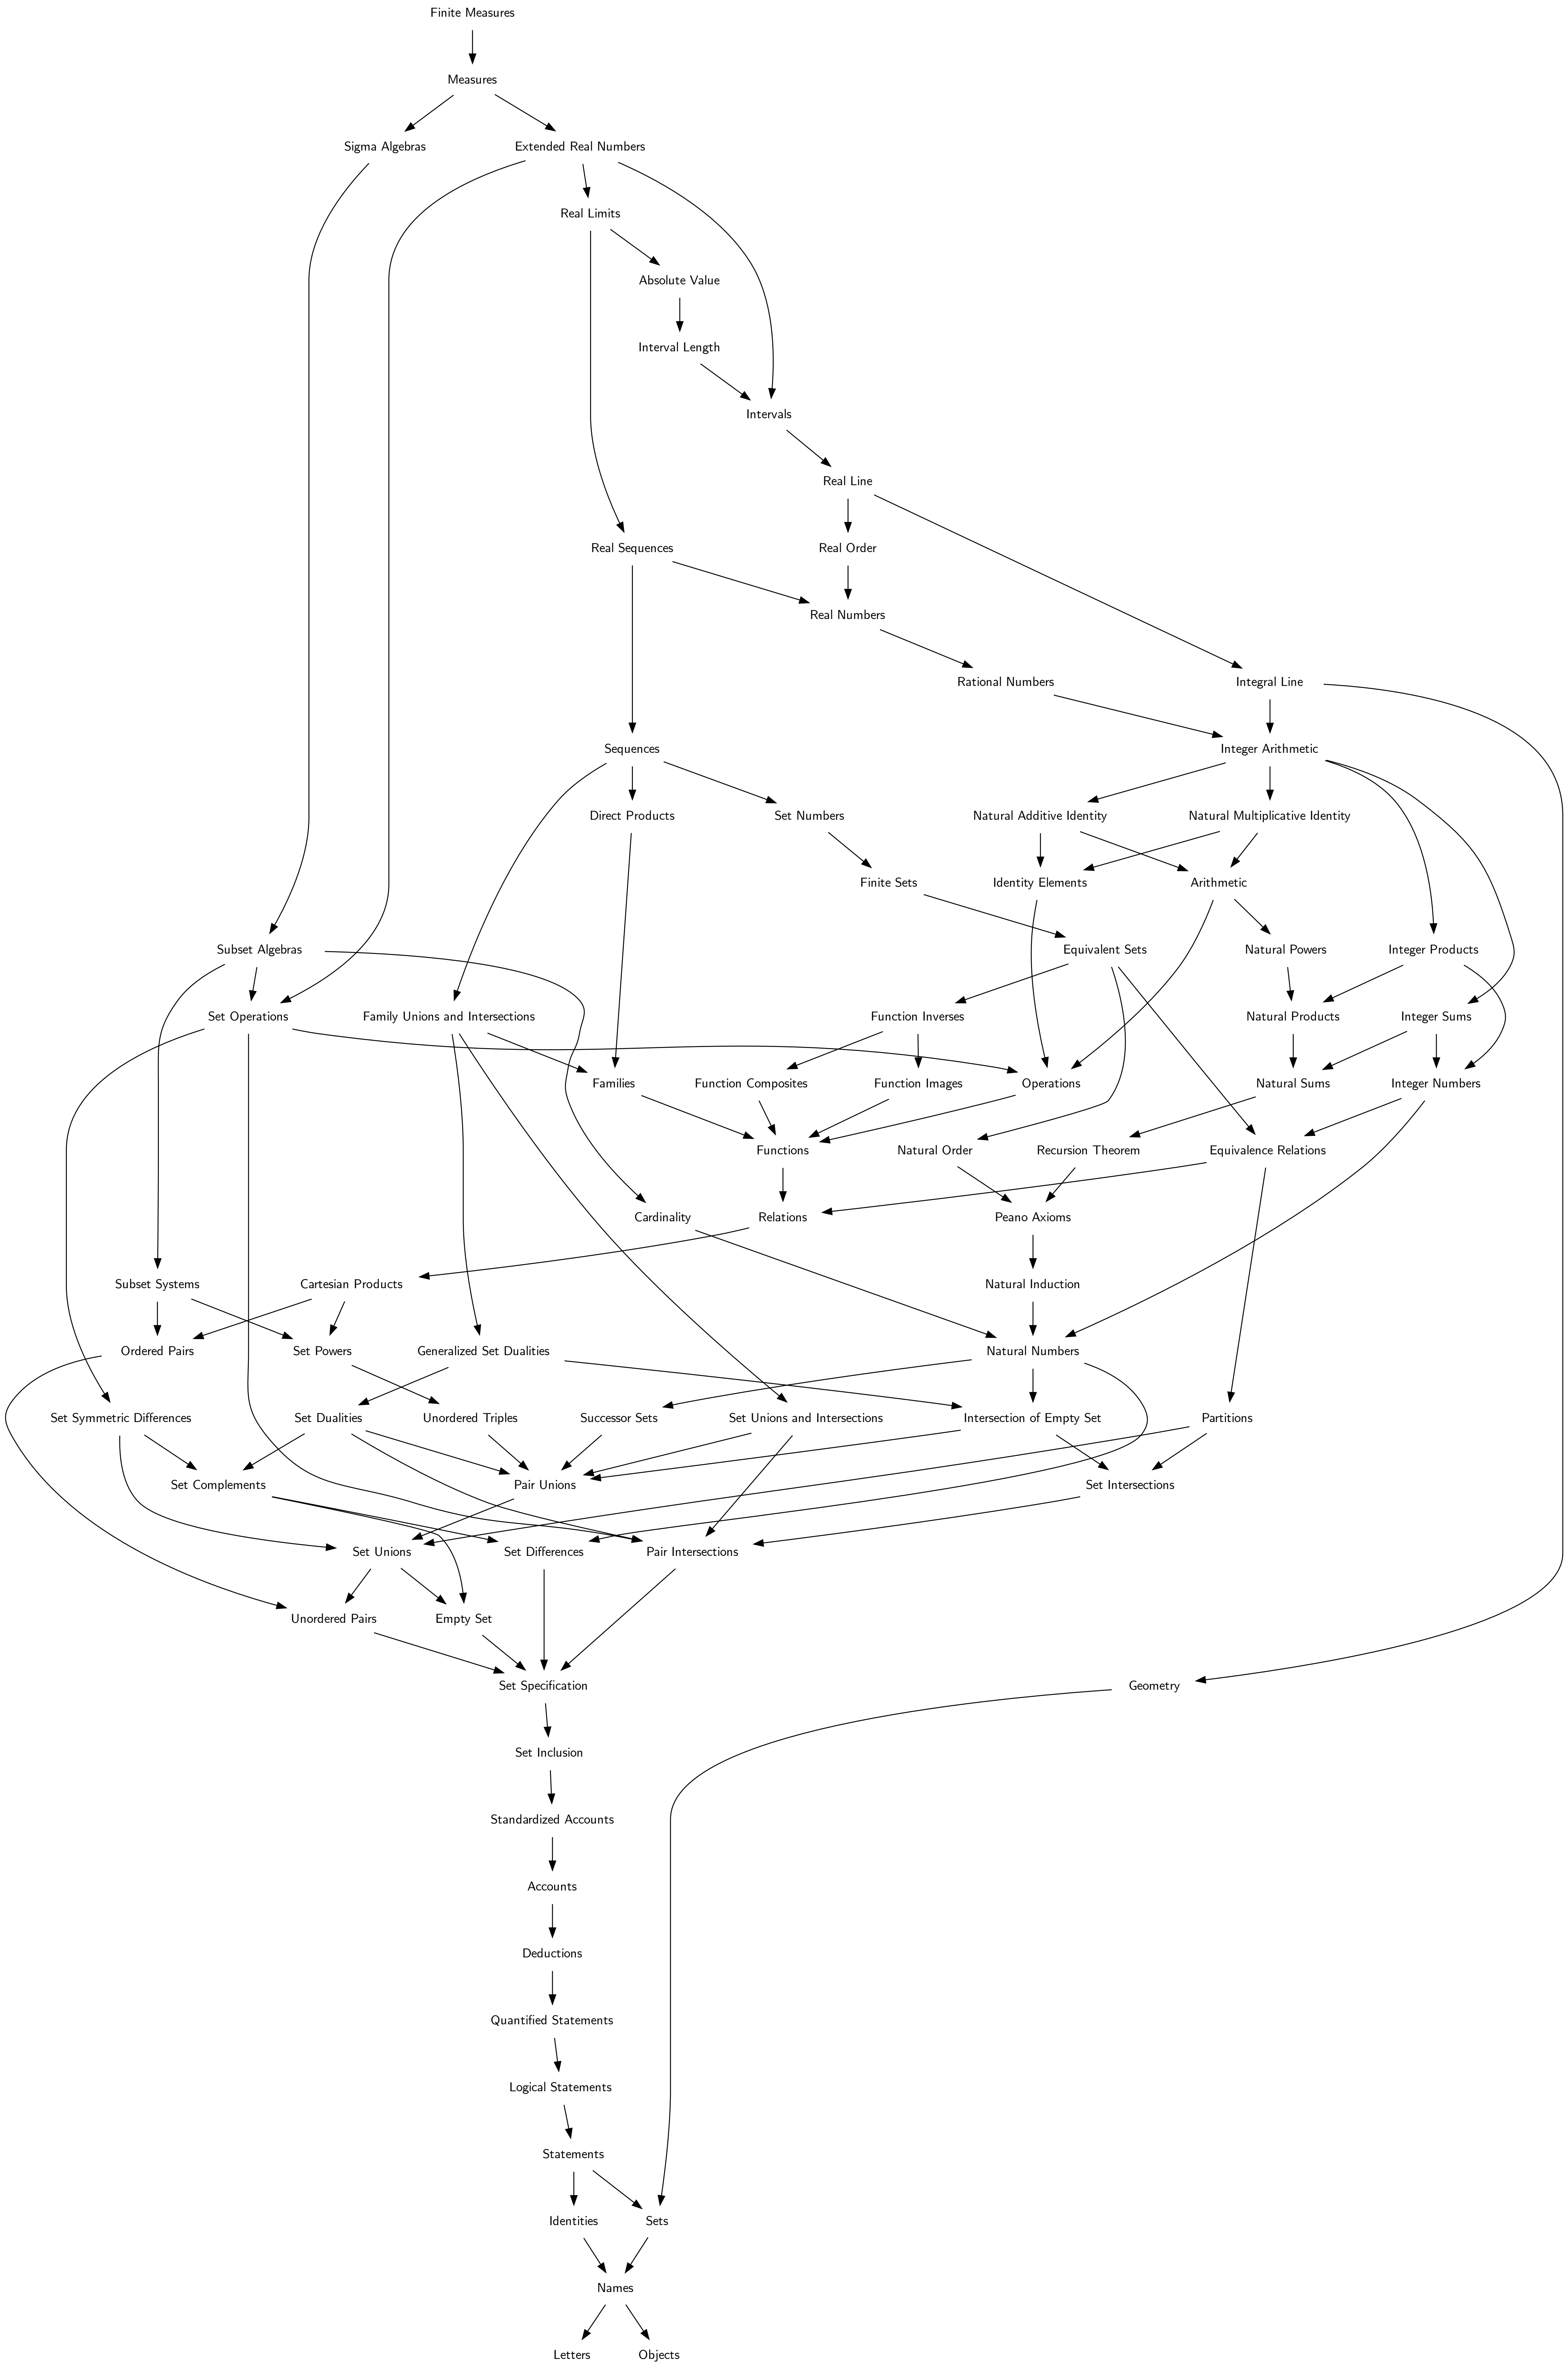 Finite Measures
Measures
Sigma Algebras
Extended Real Numbers
Real Limits
Absolute Value
Interval Length
Intervals
Real Line
Real Sequences
Real Order
Real Numbers
Rational Numbers
Integral Line
Sequences
Integer Arithmetic
Direct Products
Set Numbers
Natural Additive Identity
Natural Multiplicative Identity
Finite Sets
Identity Elements
Arithmetic
Subset Algebras
Equivalent Sets
Natural Powers
Integer Products
Set Operations
Family Unions and Intersections
Function Inverses
Natural Products
Integer Sums
Families
Function Composites
Function Images
Operations
Natural Sums
Integer Numbers
Functions
Natural Order
Recursion Theorem
Equivalence Relations
Cardinality
Relations
Peano Axioms
Subset Systems
Cartesian Products
Natural Induction
Ordered Pairs
Set Powers
Generalized Set Dualities
Natural Numbers
Set Symmetric Differences
Set Dualities
Unordered Triples
Successor Sets
Set Unions and Intersections
Intersection of Empty Set
Partitions
Set Complements
Pair Unions
Set Intersections
Set Unions
Set Differences
Pair Intersections
Unordered Pairs
Empty Set
Set Specification
Geometry
Set Inclusion
Standardized Accounts
Accounts
Deductions
Quantified Statements
Logical Statements
Statements
Identities
Sets
Names
Letters
Objects